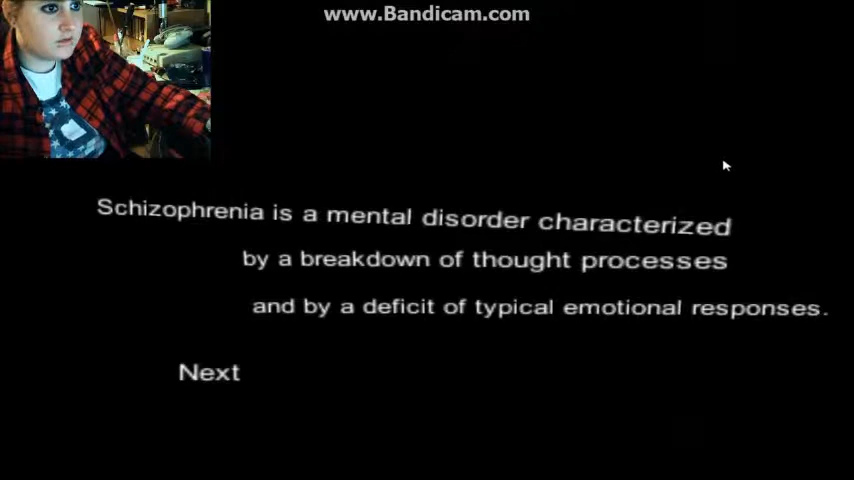 www.Bandicam.com
Schizophrenia is a mental disorder characterized
by a breakdown of thought processes
and by a deficit of typical emotional responses.
Next